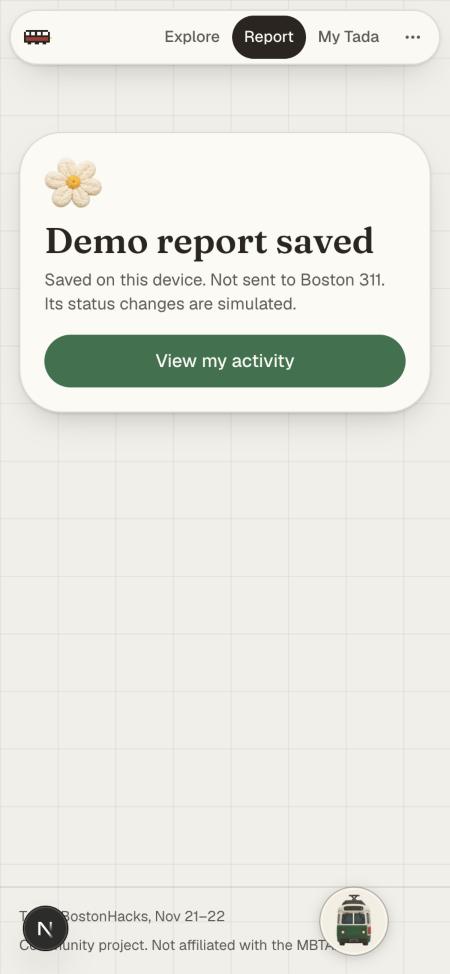 Explore Report My Tada
Demo report saved
Saved on this device. Not sent to Boston 311.
Its status changes are simulated.
View my activity
BostonHacks, Nov 21–22
N
project. Not affiliated with the MBTA